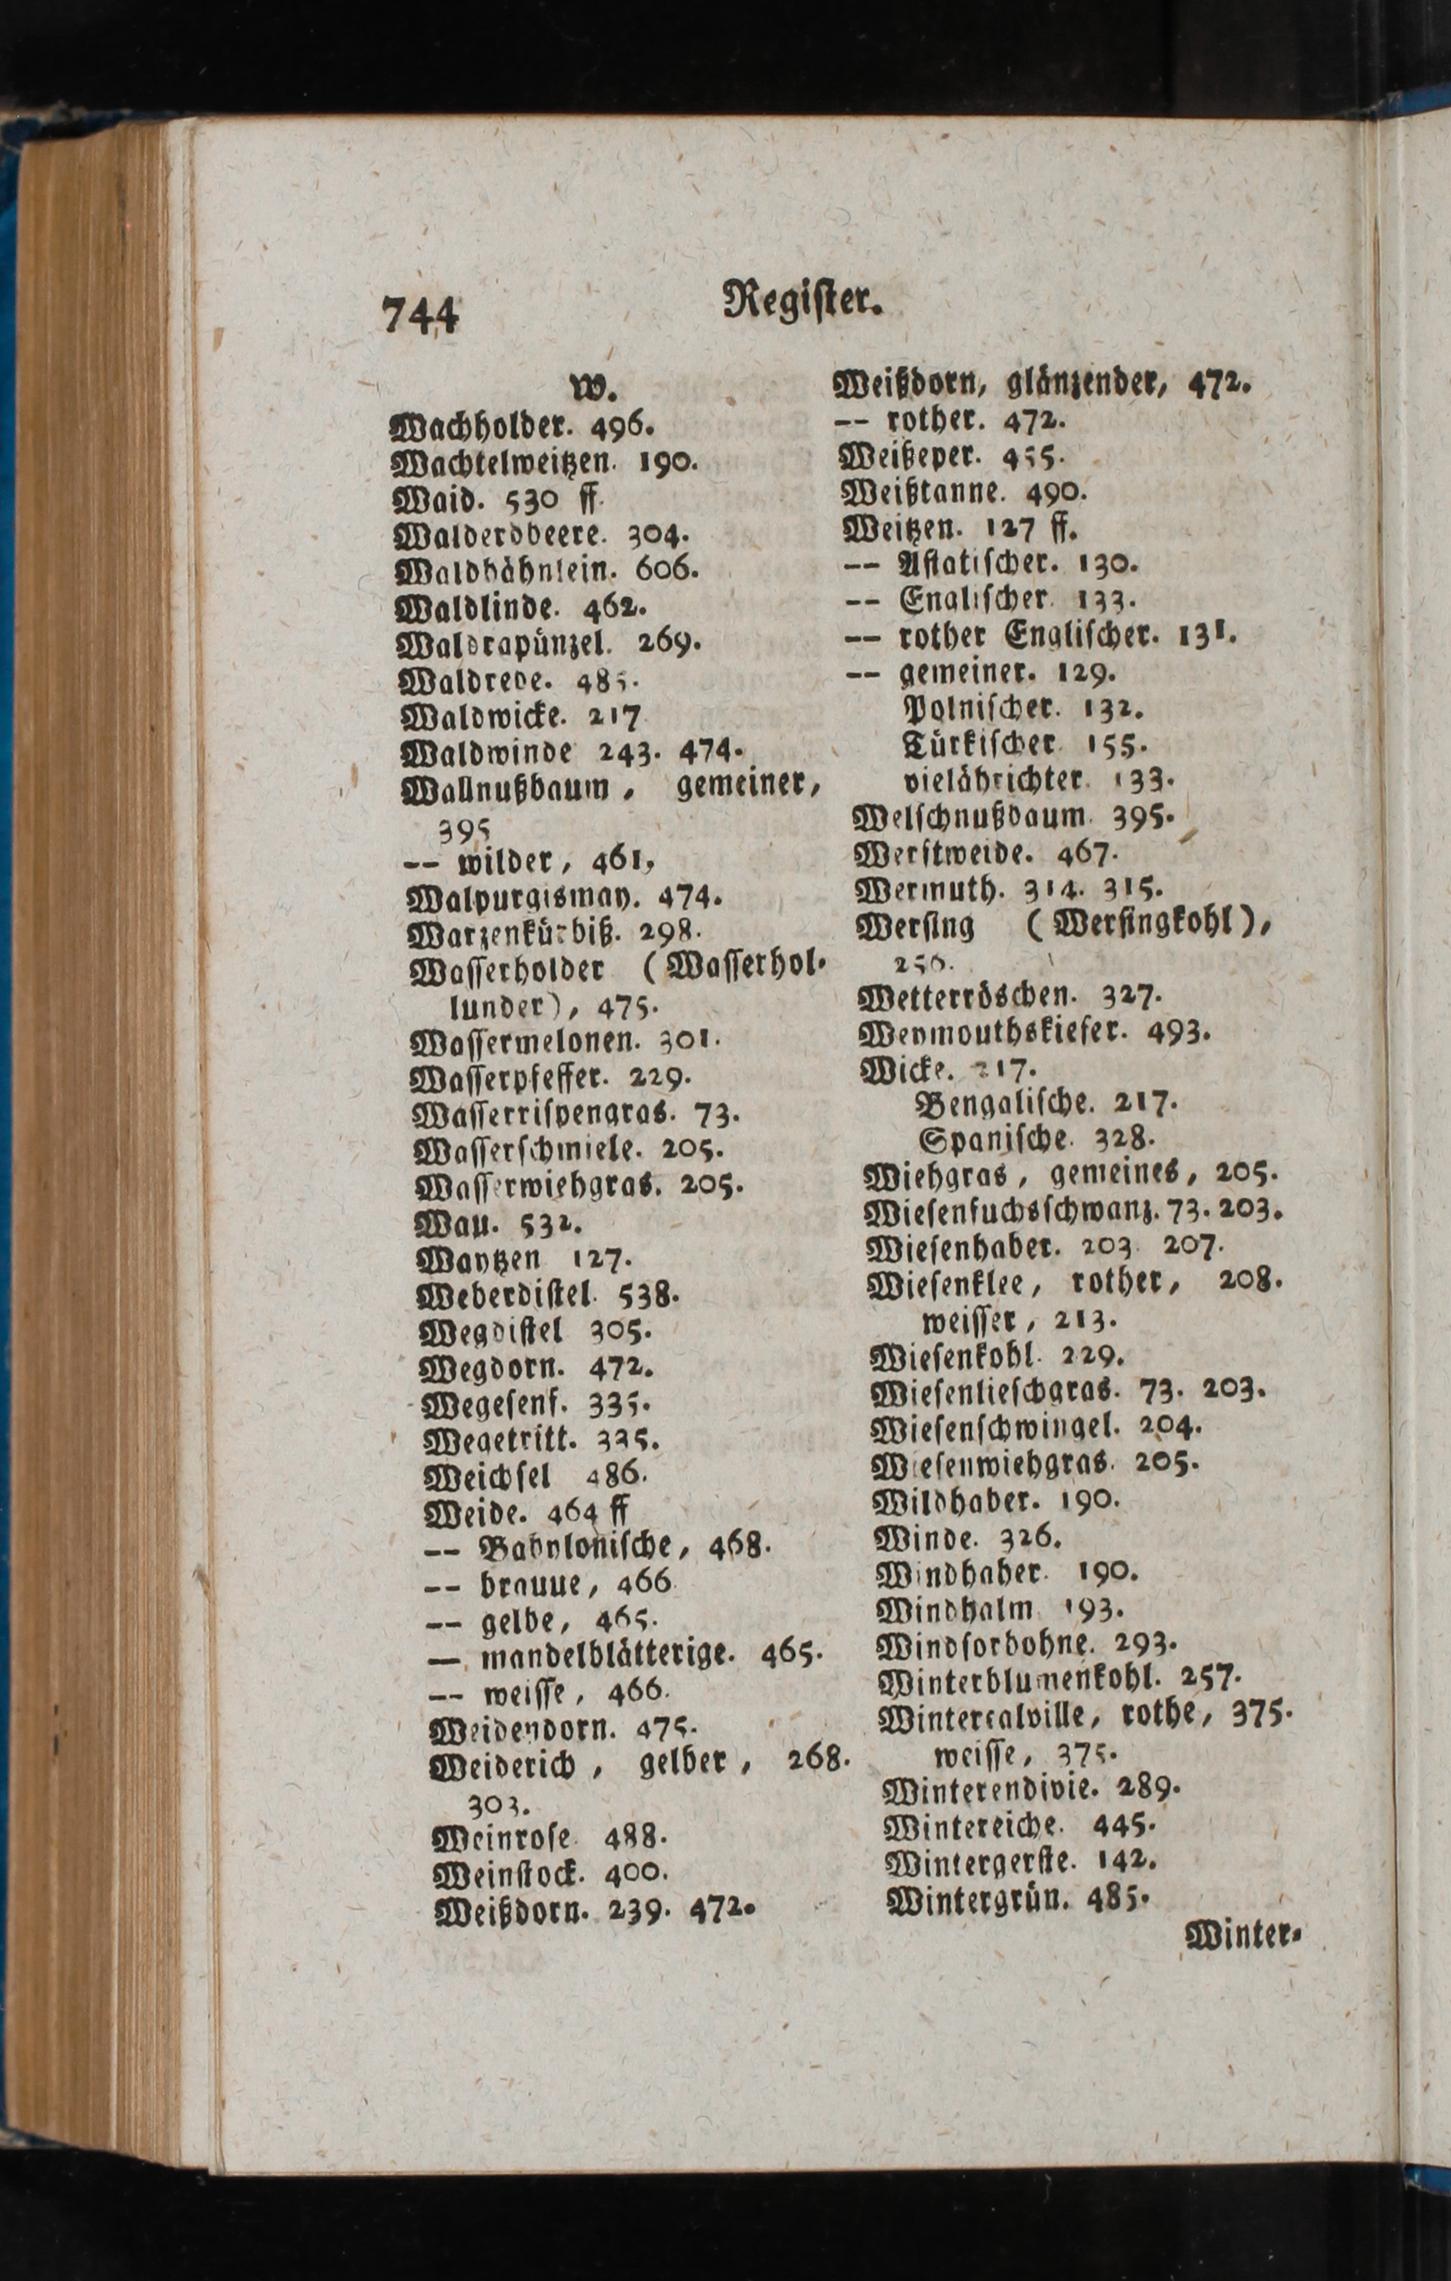 744
Register.
W.
Wachholder. 496.
Wachtelweitzen. 190.
Waid. 530 ff.
Walderdbeere. 304.
Waldhähnlein. 606.
Waldlinde. 462.
Waldrapünzel. 269.
Waldrebe. 485.
Waldwicke. 217
Waldwinde 243. 474.
Wallnußbaum, gemeiner,
395
-- wilder, 461,
Walpurgismay. 474.
Warzenkürbiß. 298.
Waſſerholder (Waſſerhol-
lunder), 475.
Waſſermelonen. 301.
Waſſerpfeffer. 229.
Waſſerriſpengras. 73.
Waſſerſchmiele. 205.
Waſſerwiehgras. 205.
Wau. 532.
Waytzen 127.
Weberdiſtel. 538.
Wegdiſtel 305.
Wegdorn. 472.
Wegeſenf. 335.
Wegetritt. 335.
Weichſel 486.
Weide. 464 ff
-- Babyloniſche, 468.
-- brauue, 466.
-- gelbe, 465.
— mandelblätterige. 465.
-- weiſſe, 466.
Weidendorn. 475.
Weiderich, gelber, 268.
303.
Weinroſe. 488.
Weinſtock. 400.
Weißdorn. 239. 472.
Weißdorn, glänzender, 472.
-- rother. 472.
Weißeper. 455.
Weißtanne. 490.
Weitzen. 127 ff.
-- Aſiatiſcher. 130.
-- Engliſcher. 133.
-- rother Engliſcher. 131.
-- gemeiner. 129.
Polniſcher. 132.
Türkiſcher. 155.
vielährichter. 133.
Welſchnußbaum. 395.
Werftweide. 467.
Wermuth. 314. 315.
Werſing (Werſingkohl),
256.
Wetterröschen. 327.
Weymouthskiefer. 493.
Wicke. 217.
Bengaliſche. 217.
Spaniſche. 328.
Wiehgras, gemeines, 205.
Wieſenfuchsſchwanz. 73. 203.
Wieſenhaber. 203. 207.
Wieſenklee, rother, 208.
weiſſer, 213.
Wieſenkohl. 229.
Wieſenlieſchgras. 73. 203.
Wieſenſchwingel. 204.
Wieſenwiehgras. 205.
Wildhaber. 190.
Winde. 326.
Windhaber. 190.
Windhalm. 193.
Windſorbohne. 293.
Winterblumenkohl. 257.
Wintercalville, rothe, 375.
weiſſe, 375.
Winterendivie. 289.
Wintereiche. 445.
Wintergerſte. 142.
Wintergrün. 485.
Winter-